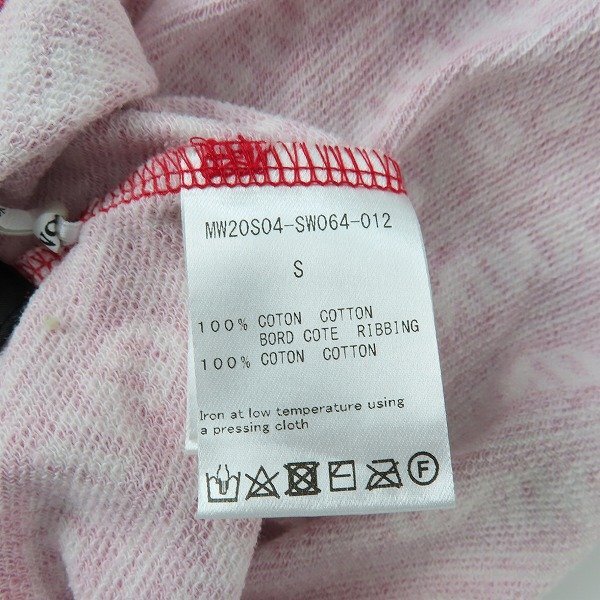 MW20S04-SW064-012
S
100% COTON COTTON
BORD COTE RIBBING
100% COTON COTTON
Iron at low temperature using
a pressing cloth
F